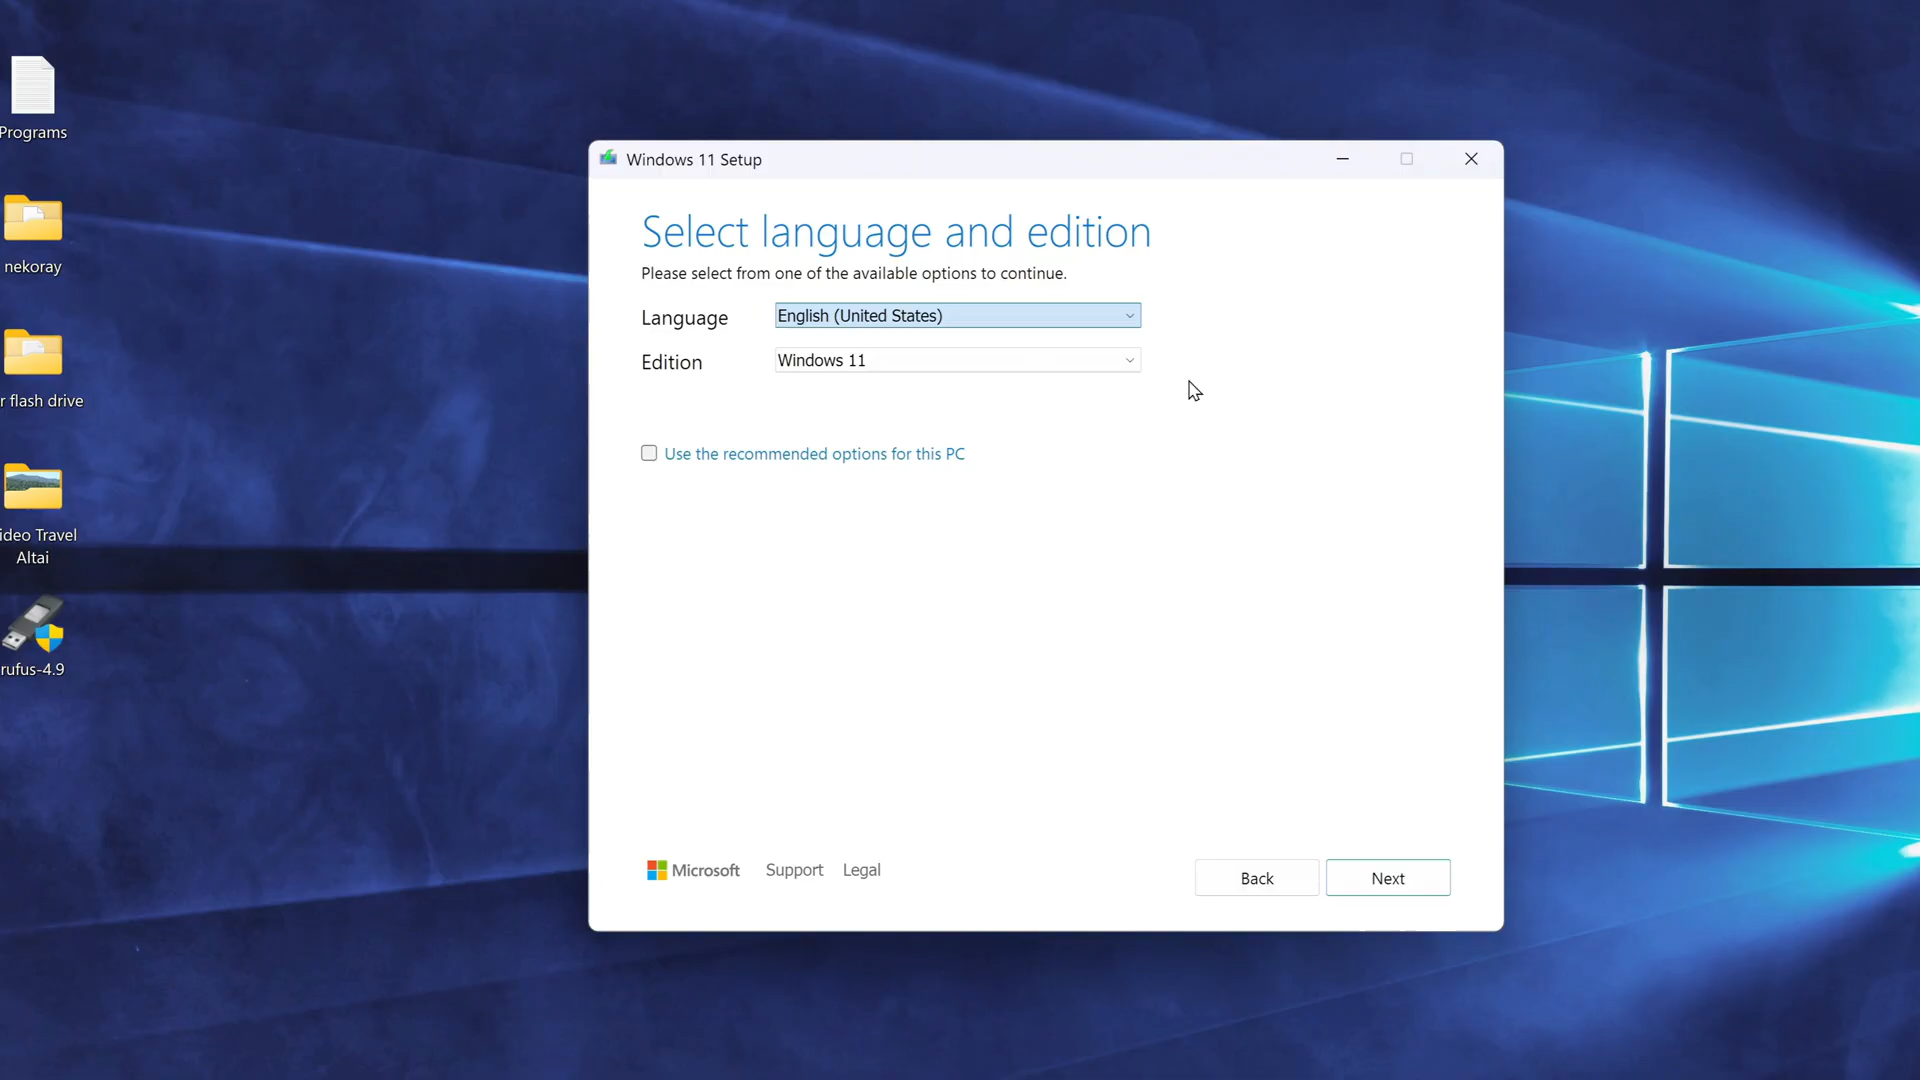 Programs
nekoray
r flash drive
ideo Travel
Altai
rufus-4.9
Windows 11 Setup
Select language and edition
Please select from one of the available options to continue.
Language English (United States)
Edition Windows 11
Use the recommended options for this PC
Microsoft Support Legal
Back Next